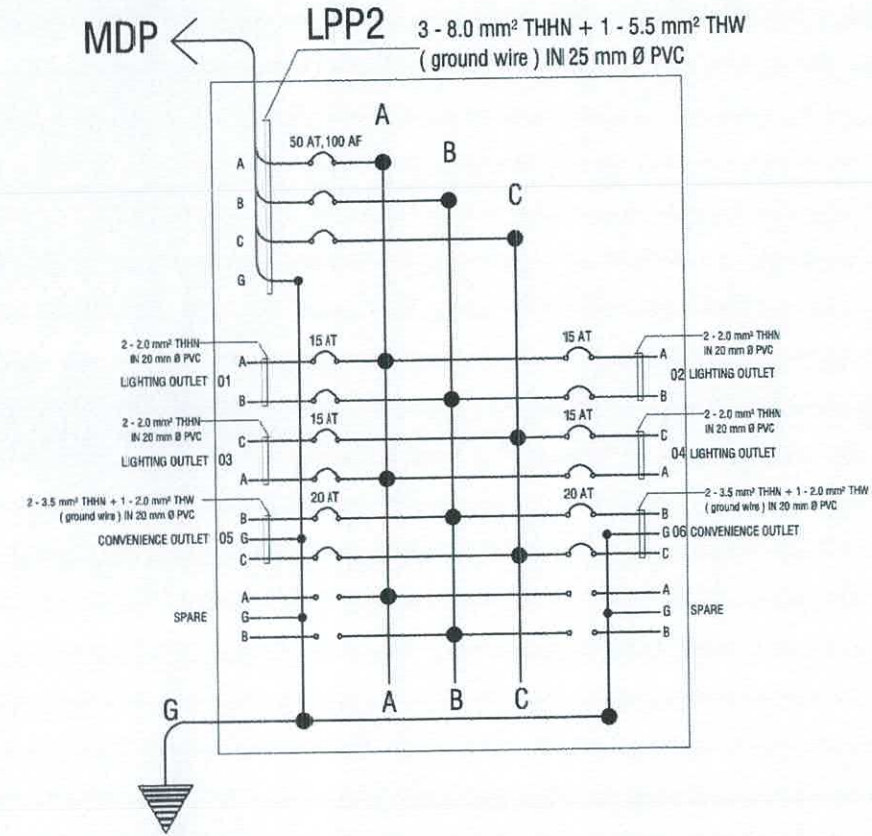 MDP
LPP2
3 - 8.0 mm² THHN + 1 - 5.5 mm² THW
( ground wire ) IN 25 mm Ø PVC
A
50 AT, 100 AF
B
A
C
B
C
G
2 - 2.0 mm² THHN
IN 20 mm Ø PVC
LIGHTING OUTLET 01
A
B
15 AT
15 AT
A
B
2 - 2.0 mm² THHN
IN 20 mm Ø PVC
02 LIGHTING OUTLET
2 - 2.0 mm² THHN
IN 20 mm Ø PVC
LIGHTING OUTLET 03
C
A
15 AT
15 AT
C
A
2 - 2.0 mm² THHN
IN 20 mm Ø PVC
04 LIGHTING OUTLET
2 - 3.5 mm² THHN + 1 - 2.0 mm² THW
( ground wire ) IN 20 mm Ø PVC
CONVENIENCE OUTLET 05
B
G
C
20 AT
20 AT
B
G
C
2 - 3.5 mm² THHN + 1 - 2.0 mm² THW
( ground wire ) IN 20 mm Ø PVC
06 CONVENIENCE OUTLET
SPARE
A
G
B
A
G
B
SPARE
A B C
G